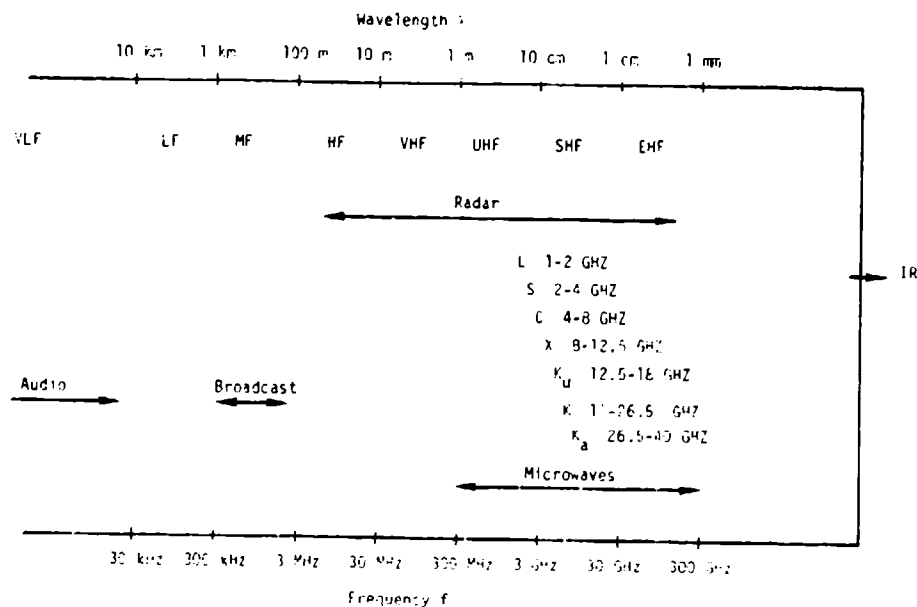 Wavelength
10 km 1 km 100 m 10 m 1 m 10 cm 1 cm 1 mm
VLF LF MF HF VHF UHF SHF EHF
Radar
L 1-2 GHZ
IR
S 2-4 GHZ
C 4-8 GHZ
X 8-12.5 GHZ
Audio Broadcast Ku 12.5-18 GHZ
K GHZ
Ka 26.5-40 GHZ
Microwaves
30 kHz 300 kHz 3 MHz 30 MHz 300 MHz 3 GHz 30 GHz 300 GHz
Frequency f